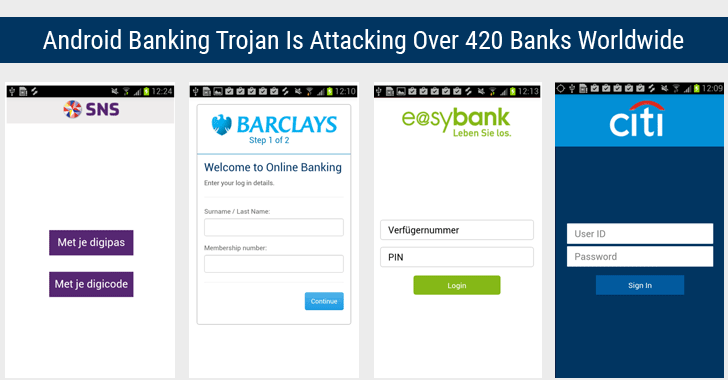 Android Banking Trojan Is Attacking Over 420 Banks Worldwide
12:24
SNS
Met je digipas
Met je digicode
12:10
BARCLAYS
Step 1 of 2
Welcome to Online Banking
Enter your log in details.
Surname / Last Name:
Membership number:
Continue
12:13
e@sybank
Leben Sie los.
Verfügernummer
PIN
Login
12:09
citi
User ID
Password
Sign In